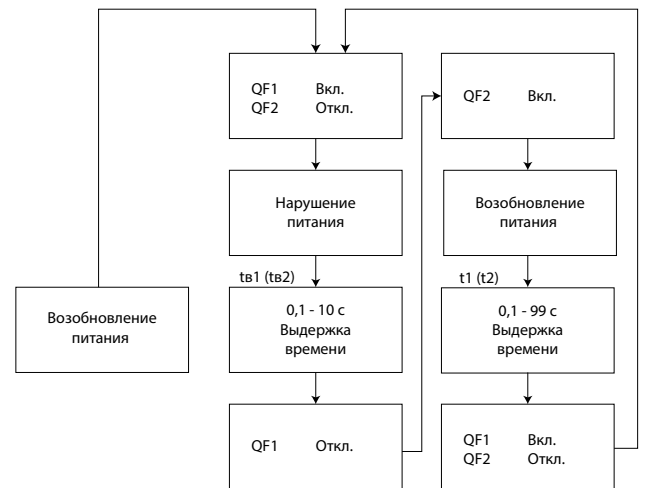 QF1 Вкл.
QF2 Откл.
Нарушение
питания
tв1 (tв2)
0,1 - 10 с
Выдержка
времени
QF1 Откл.
QF2 Вкл.
Возобновление
питания
t1 (t2)
0,1 - 99 с
Выдержка
времени
QF1 Вкл.
QF2 Откл.
Возобновление
питания